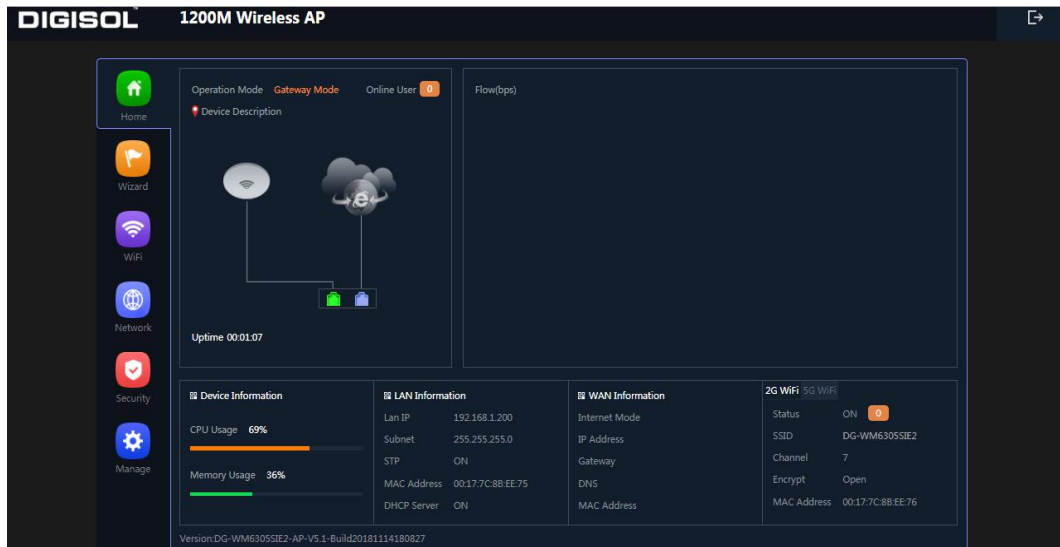 DIGISOL 1200M Wireless AP
Home
Wizard
WiFi
Network
Security
Manage
Operation Mode Gateway Mode Online User 0
Device Description
Uptime 00:01:07
Flow(bps)
Device Information
CPU Usage 69%
Memory Usage 36%
LAN Information
Lan IP 192.168.1.200
Subnet 255.255.255.0
STP ON
MAC Address 00:17:7C:8B:EE:75
DHCP Server ON
WAN Information
Internet Mode
IP Address
Gateway
DNS
MAC Address
2G WiFi 5G WiFi
Status ON 0
SSID DG-WM6305SIE2
Channel 7
Encrypt Open
MAC Address 00:17:7C:8B:EE:76
Version:DG-WM6305SIE2-AP-V5.1-Build20181114180827